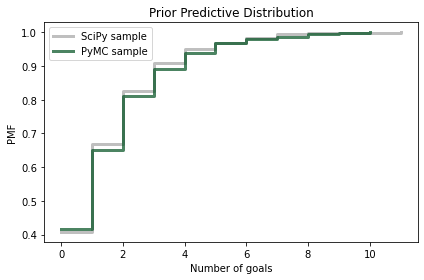 Prior Predictive Distribution
SciPy sample
PyMC sample
PMF
1.0
0.9
0.8
0.7
0.6
0.5
0.4
0 2 4 6 8 10
Number of goals